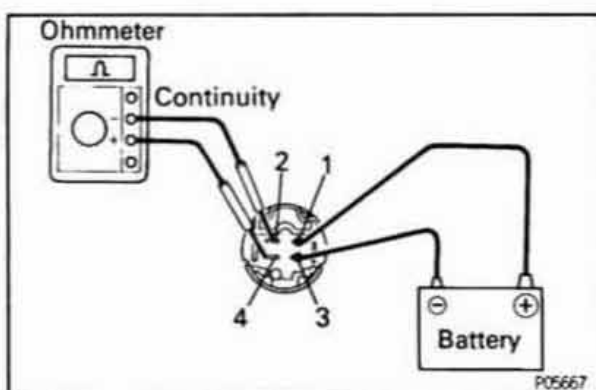 Ohmmeter
Ω
Continuity
−
+
2 1
4 3
− +
Battery
P05667